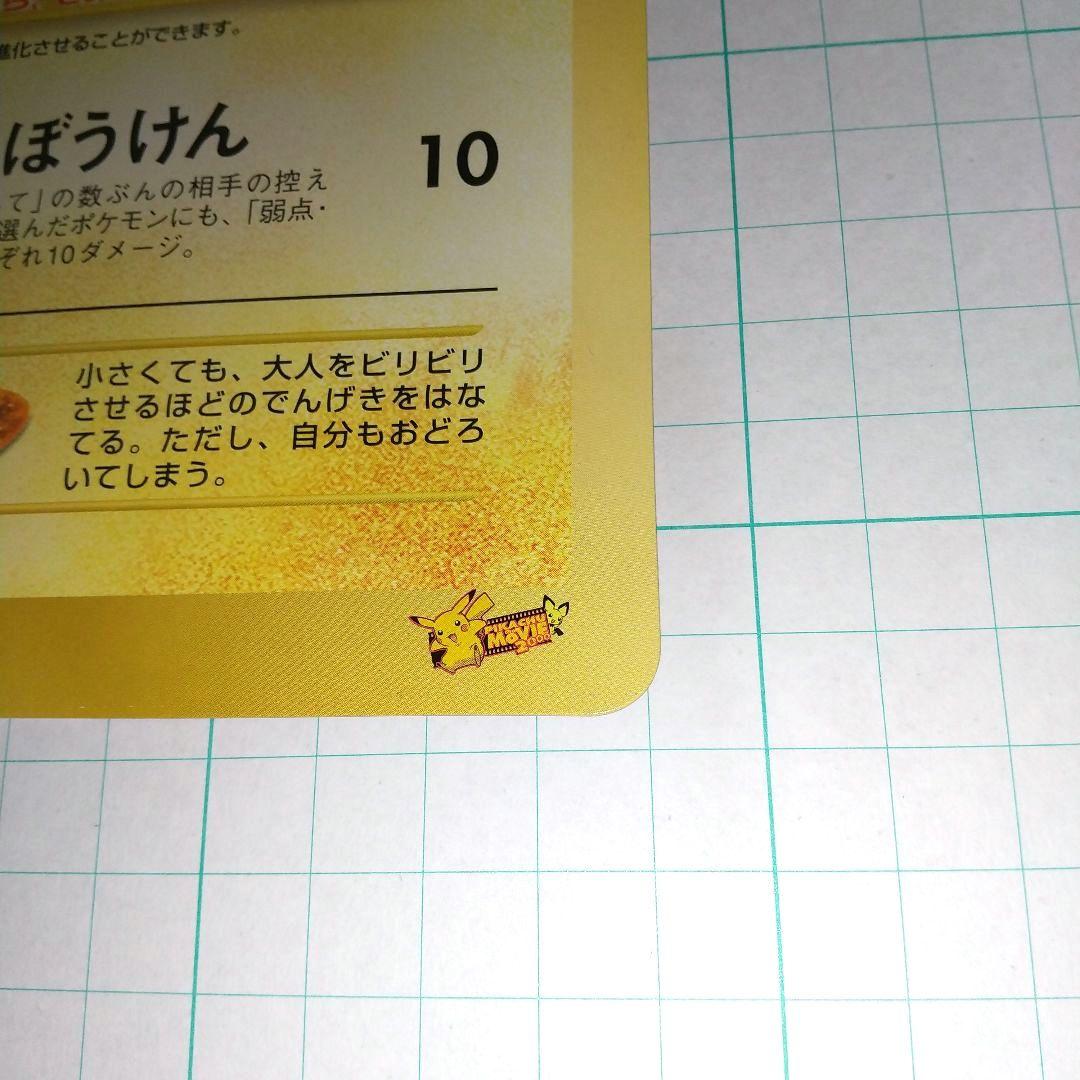 進化させることができます。
ぼうけん
10
て」の数ぶんの相手の控え
選んだポケモンにも、「弱点・
ぞれ10ダメージ。
小さくても、大人をビリビリ
させるほどのでんげきをはな
てる。ただし、自分もおどろ
いてしまう。
PIKACHU
MOVIE
2000